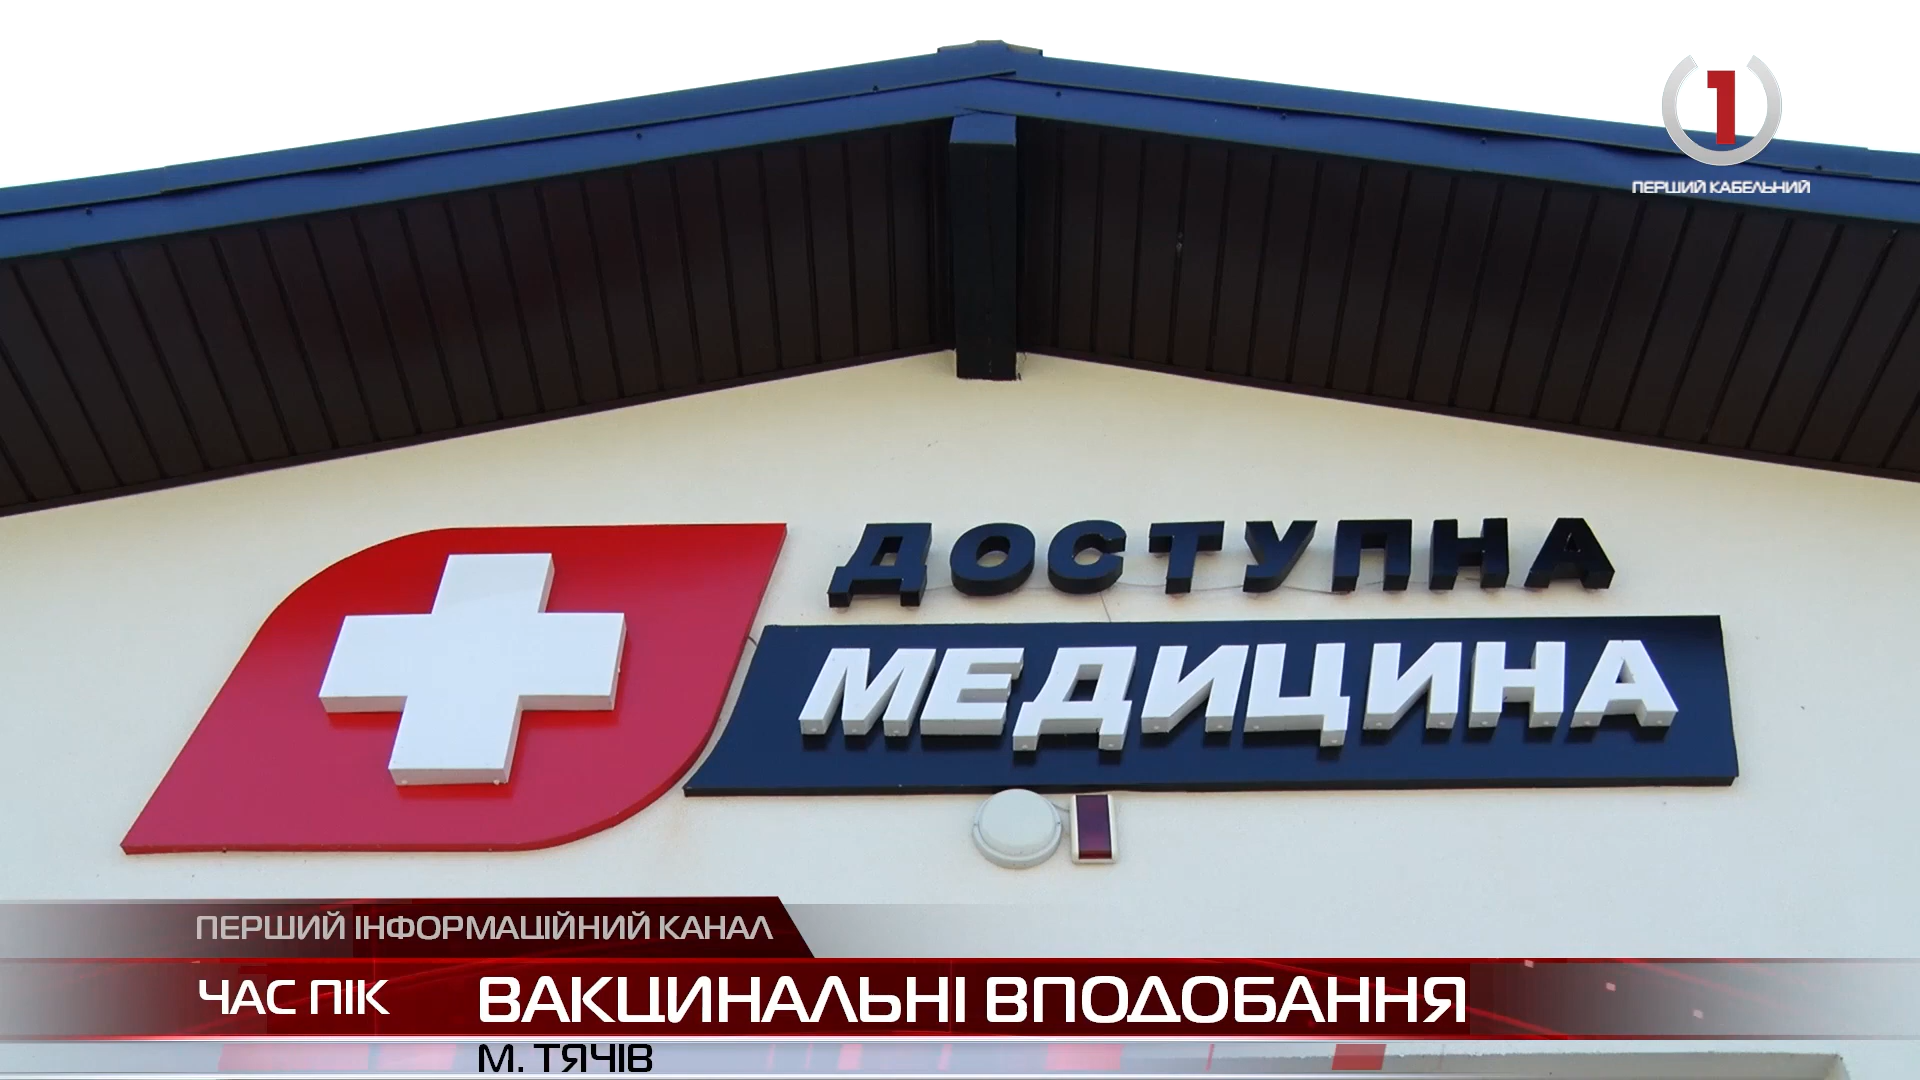 1
ПЕРШИЙ КАБЕЛЬНИЙ
ДОСТУПНА
МЕДИЦИНА
ПЕРШИЙ ІНФОРМАЦІЙНИЙ КАНАЛ
ЧАС ПІК
ВАКЦИНАЛЬНІ ВПОДОБАННЯ
М. ТЯЧІВ